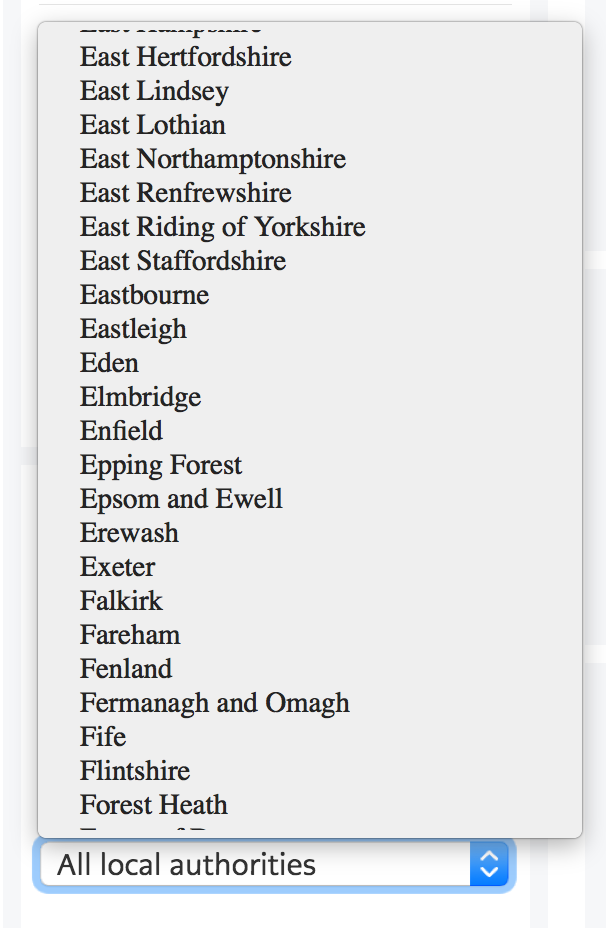 East Hertfordshire
East Lindsey
East Lothian
East Northamptonshire
East Renfrewshire
East Riding of Yorkshire
East Staffordshire
Eastbourne
Eastleigh
Eden
Elmbridge
Enfield
Epping Forest
Epsom and Ewell
Erewash
Exeter
Falkirk
Fareham
Fenland
Fermanagh and Omagh
Fife
Flintshire
Forest Heath
All local authorities